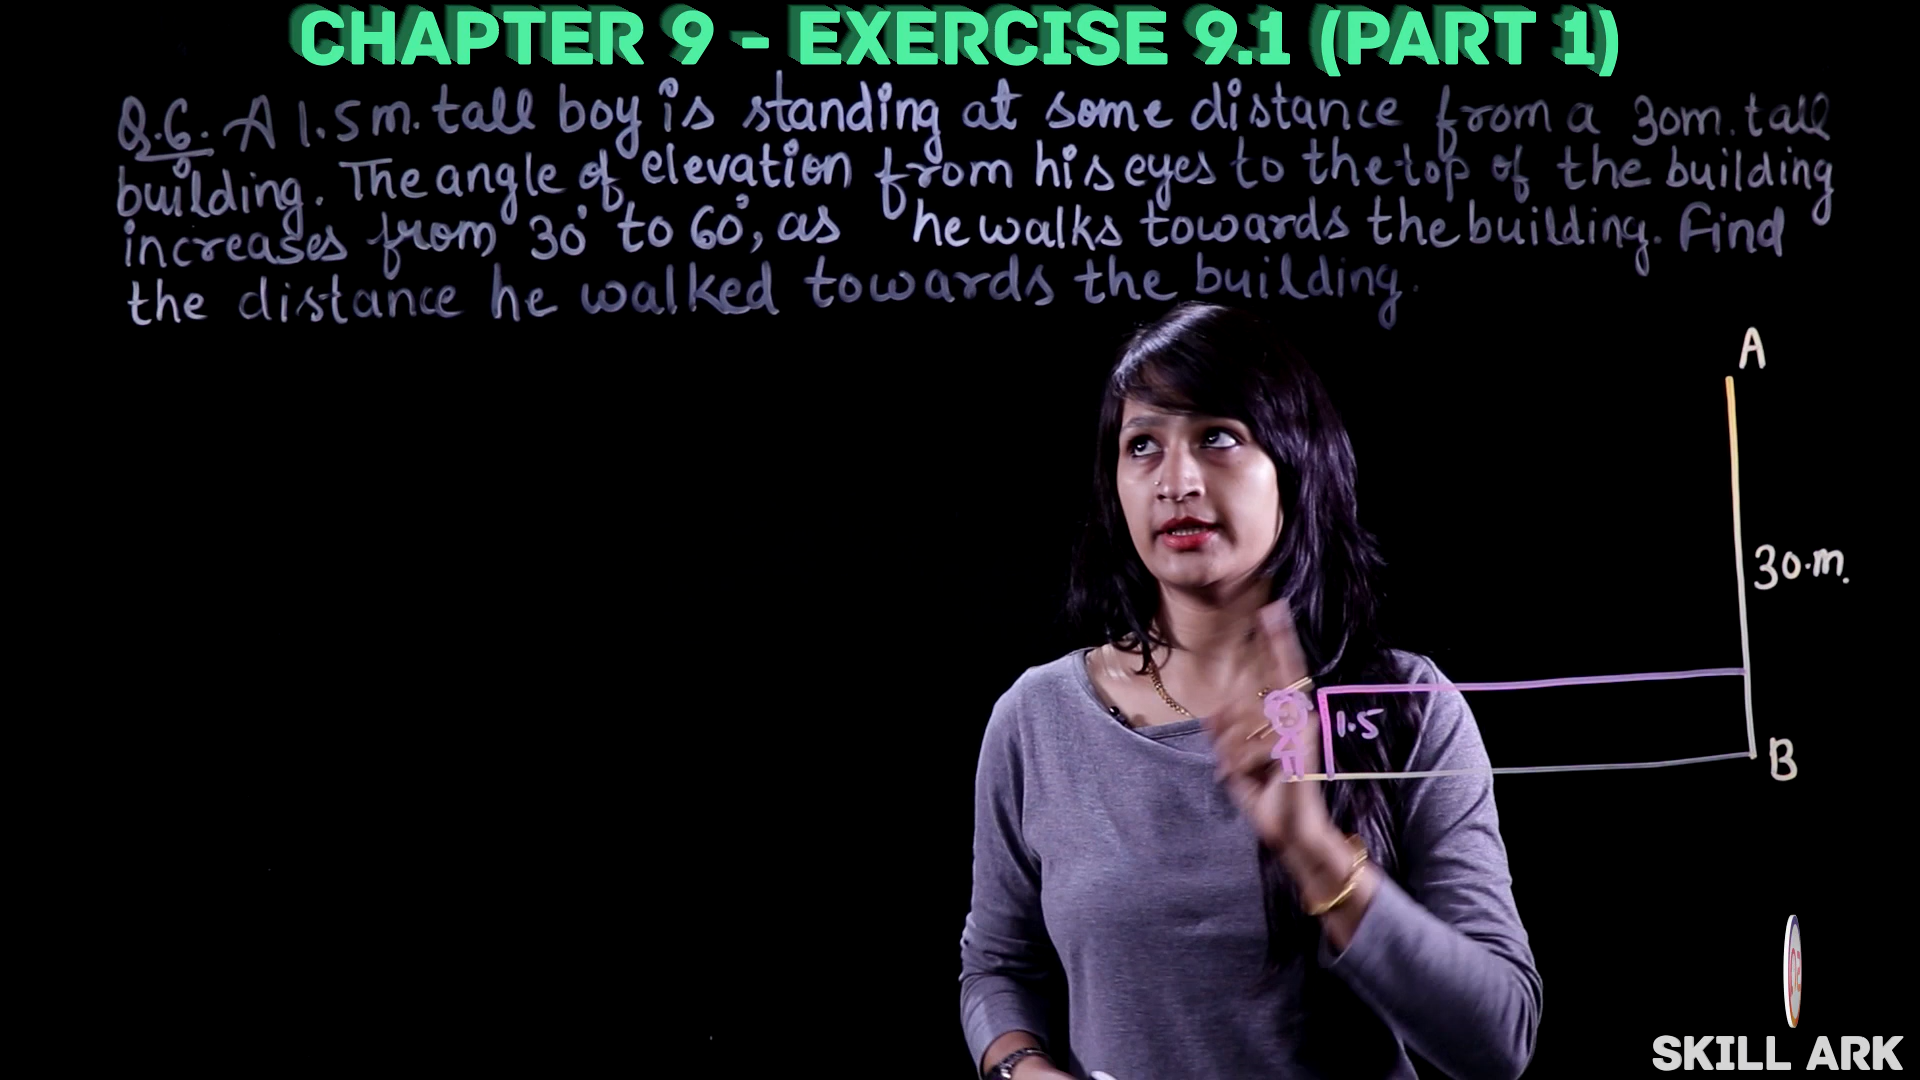 CHAPTER 9 - EXERCISE 9.1 (PART 1)
Q.6. A 1.5m. tall boy is standing at some distance from a 30m. tall
building. The angle of elevation from his eyes to the top of the building
increases from 30° to 60°, as he walks towards the building. Find
the distance he walked towards the building.
A
30.m.
1.5
B
SKILL ARK